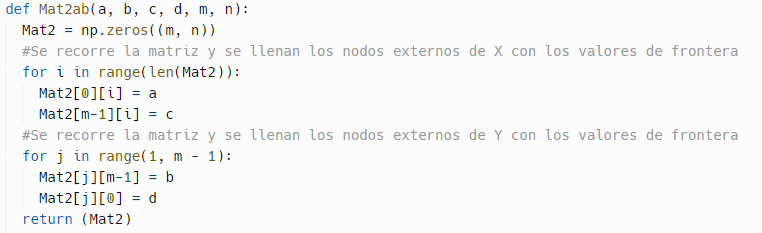 def Mat2ab(a, b, c, d, m, n):
  Mat2 = np.zeros((m, n))
  #Se recorre la matriz y se llenan los nodos externos de X con los valores de frontera
  for i in range(len(Mat2)):
    Mat2[0][i] = a
    Mat2[m-1][i] = c
  #Se recorre la matriz y se llenan los nodos externos de Y con los valores de frontera
  for j in range(1, m - 1):
    Mat2[j][m-1] = b
    Mat2[j][0] = d
  return (Mat2)